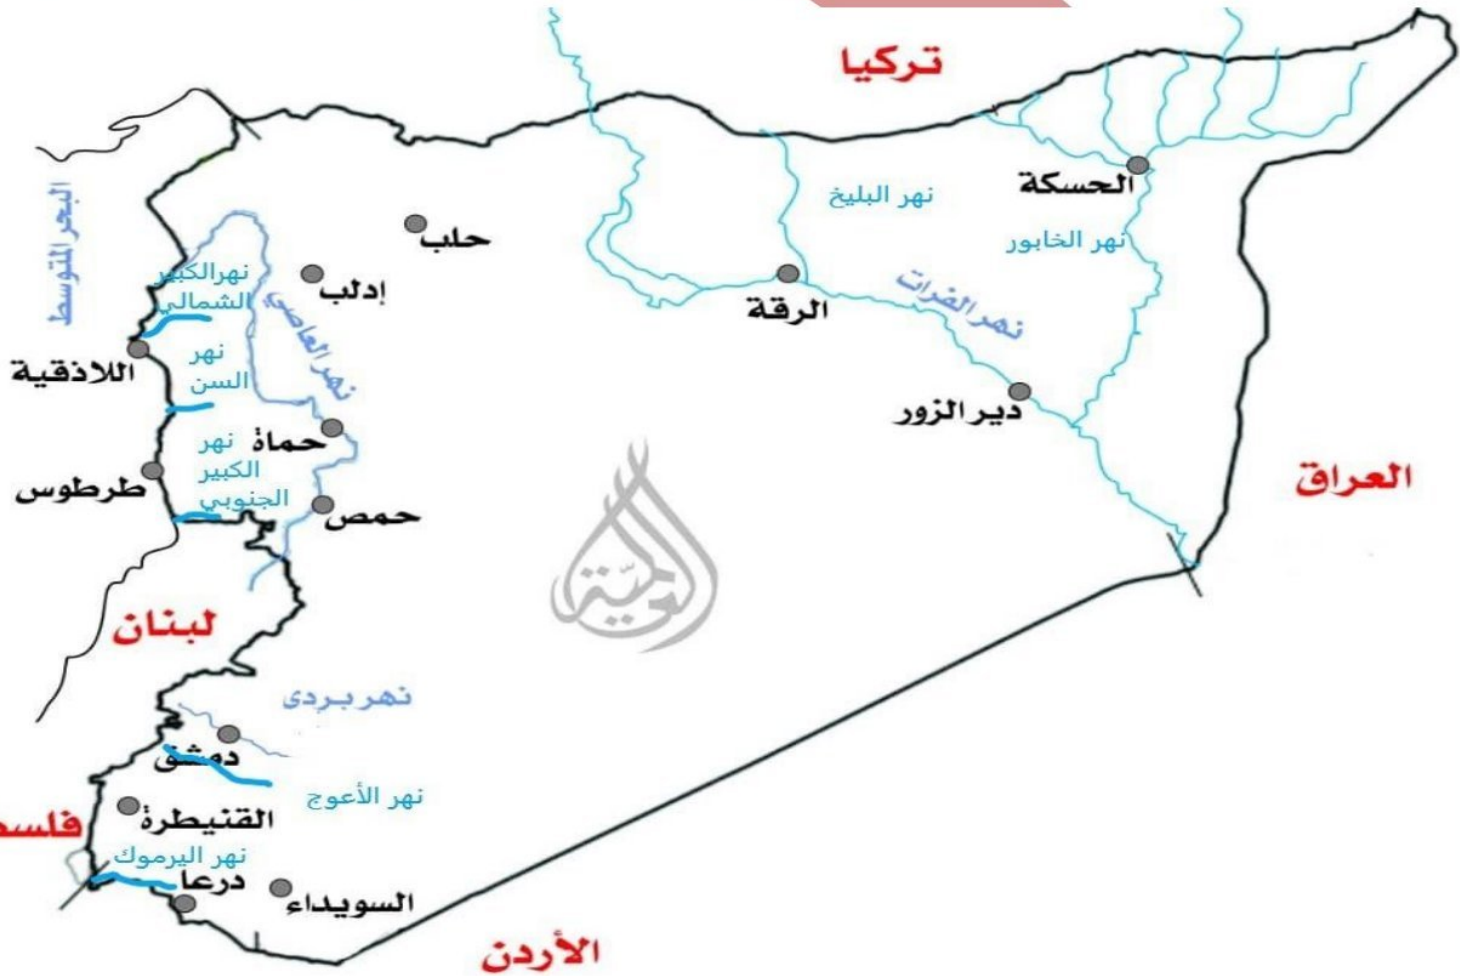 تركيا
البحر المتوسط
الحسكة
نهر البليخ
نهر الخابور
حلب
إدلب
نهرالكبير
الشمالي
نهر العاصي
الرقة
نهر الفرات
اللاذقية
نهر
السن
دير الزور
حماة
نهر
الكبير
الجنوبي
طرطوس
حمص
العراق
لبنان
نهر بردى
دمشق
نهر الأعوج
القنيطرة
نهر اليرموك
درعا
السويداء
الأردن